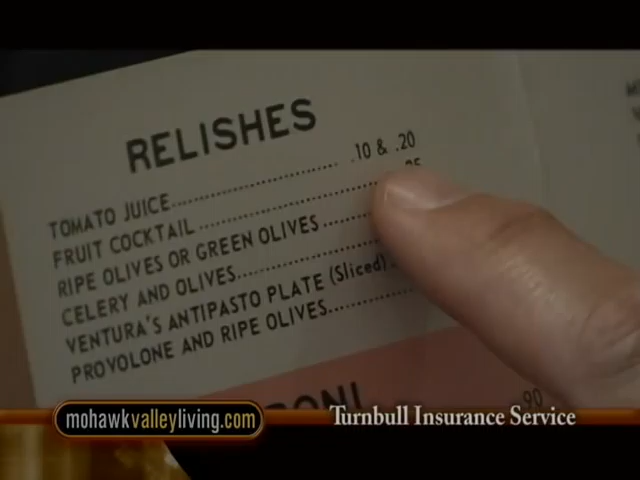 RELISHES
TOMATO JUICE .10 & .20
FRUIT COCKTAIL
RIPE OLIVES OR GREEN OLIVES
CELERY AND OLIVES
VENTURA'S ANTIPASTO PLATE (Sliced)
PROVOLONE AND RIPE OLIVES
.90
mohawkvalleyliving.com
Turnbull Insurance Service